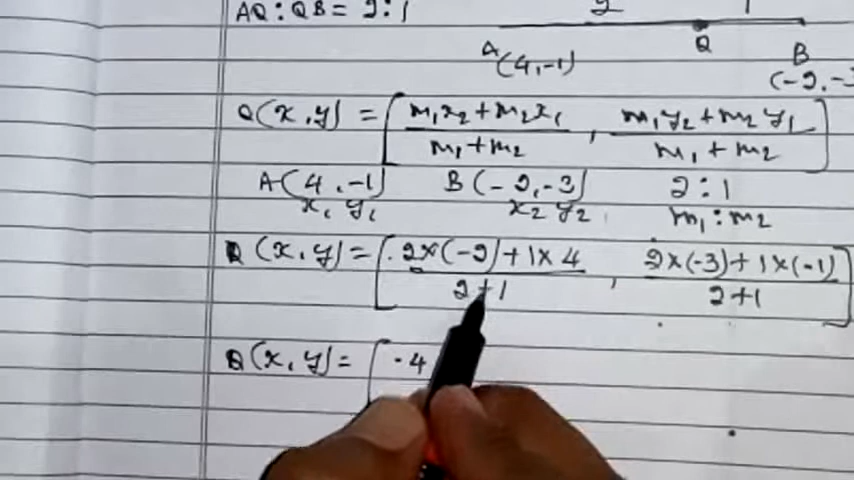 AQ : QB = 2 : 1
2 1
A Q B
(4,-1) (-2,-3
Q(x,y) = [ m₁x₂+m₂x₁ / m₁+m₂ , m₁y₂+m₂y₁ / m₁+m₂ ]
A(4,-1) B(-2,-3) 2:1
x₁ y₁ x₂ y₂ m₁:m₂
Q(x,y) = [ 2×(-2)+1×4 / 2+1 , 2×(-3)+1×(-1) / 2+1 ]
Q(x,y) = [ -4